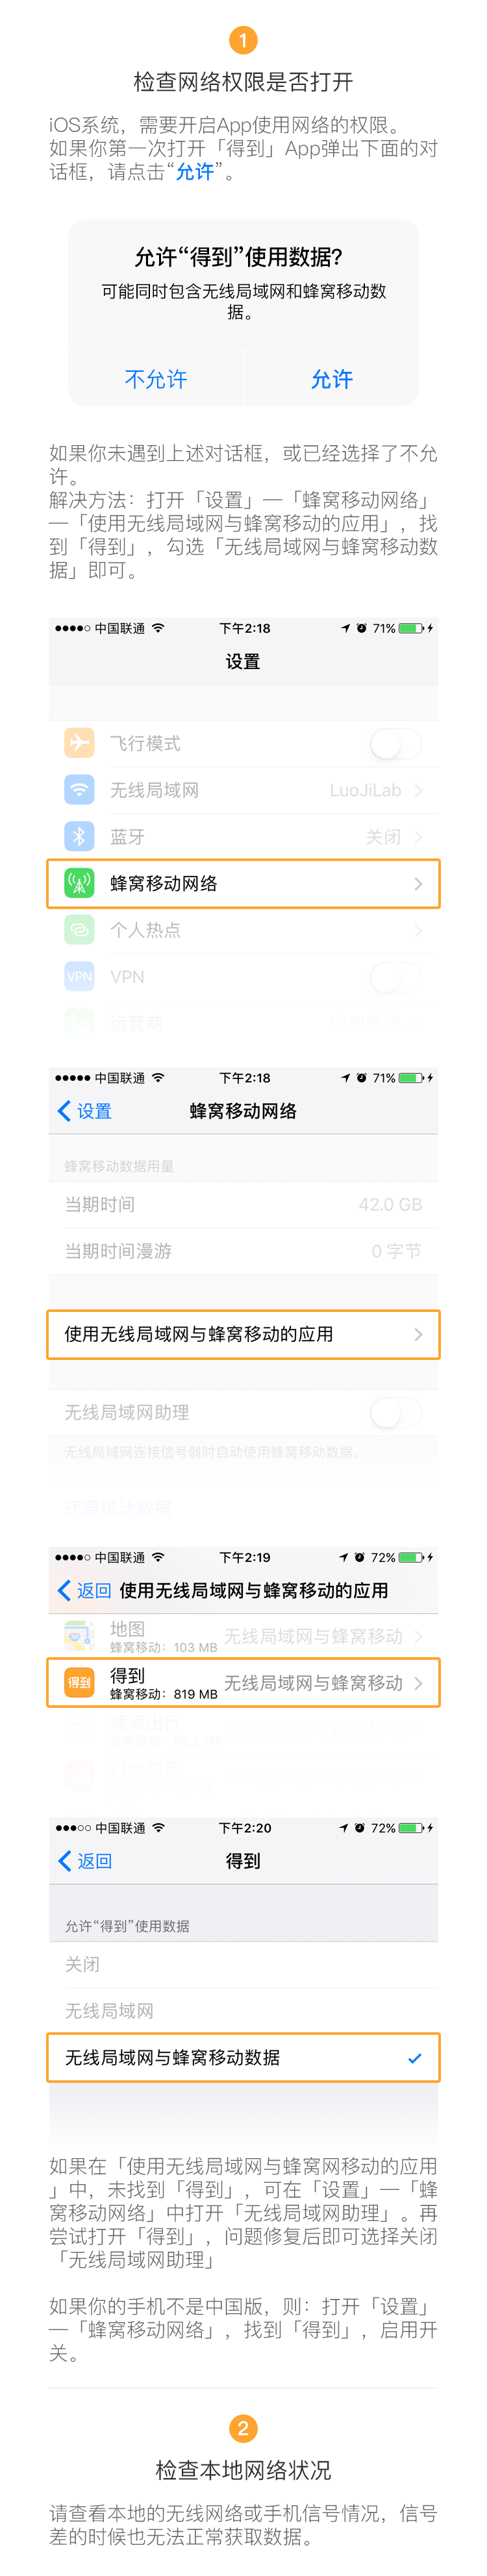 1
检查网络权限是否打开
iOS系统，需要开启App使用网络的权限。
如果你第一次打开「得到」App弹出下面的对
话框，请点击“允许”。
允许“得到”使用数据?
可能同时包含无线局域网和蜂窝移动数
据。
不允许 允许
如果你未遇到上述对话框，或已经选择了不允
许。
解决方法：打开「设置」—「蜂窝移动网络」
—「使用无线局域网与蜂窝移动的应用」，找
到「得到」，勾选「无线局域网与蜂窝移动数
据」即可。
中国联通 下午2:18 71%
设置
飞行模式
无线局域网 LuoJiLab
蓝牙 关闭
蜂窝移动网络
个人热点
VPN VPN
运营商 中国联通
中国联通 下午2:18 71%
设置 蜂窝移动网络
蜂窝移动数据用量
当期时间 42.0 GB
当期时间漫游 0 字节
使用无线局域网与蜂窝移动的应用
无线局域网助理
无线局域网连接信号弱时自动使用蜂窝移动数据。
还原统计数据
中国联通 下午2:19 72%
返回 使用无线局域网与蜂窝移动的应用
地图 无线局域网与蜂窝移动
蜂窝移动：103 MB
得到 得到 无线局域网与蜂窝移动
蜂窝移动：819 MB
滴滴出行
叮当快药
中国联通 下午2:20 72%
返回 得到
允许“得到”使用数据
关闭
无线局域网
无线局域网与蜂窝移动数据
如果在「使用无线局域网与蜂窝网移动的应用
」中，未找到「得到」，可在「设置」—「蜂
窝移动网络」中打开「无线局域网助理」。再
尝试打开「得到」，问题修复后即可选择关闭
「无线局域网助理」
如果你的手机不是中国版，则：打开「设置」
—「蜂窝移动网络」，找到「得到」，启用开
关。
2
检查本地网络状况
请查看本地的无线网络或手机信号情况，信号
差的时候也无法正常获取数据。